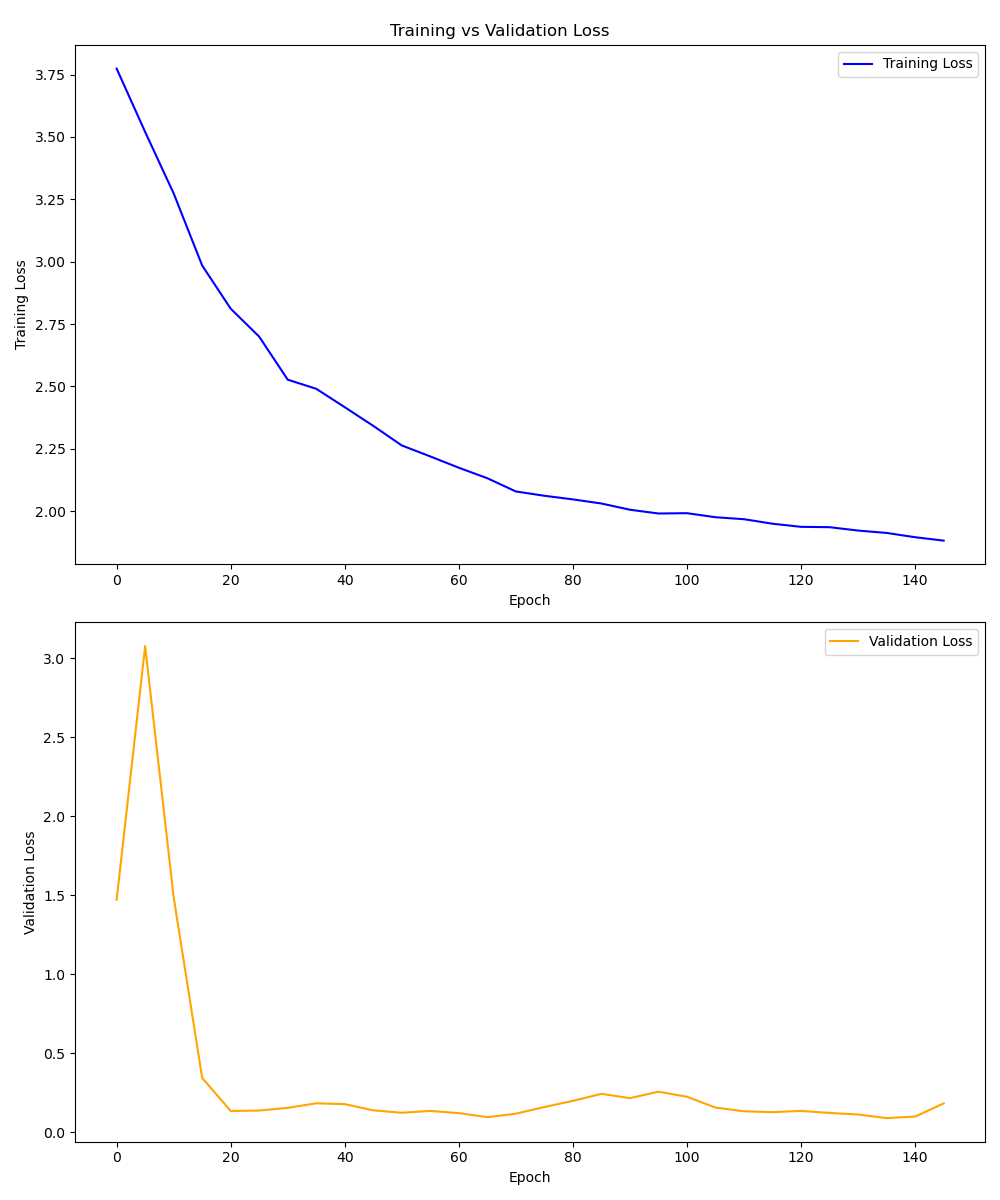 Training vs Validation Loss
Training Loss
3.75
3.50
3.25
3.00
2.75
2.50
2.25
2.00
Training Loss
0 20 40 60 80 100 120 140
Epoch
Validation Loss
3.0
2.5
2.0
1.5
1.0
0.5
0.0
Validation Loss
0 20 40 60 80 100 120 140
Epoch